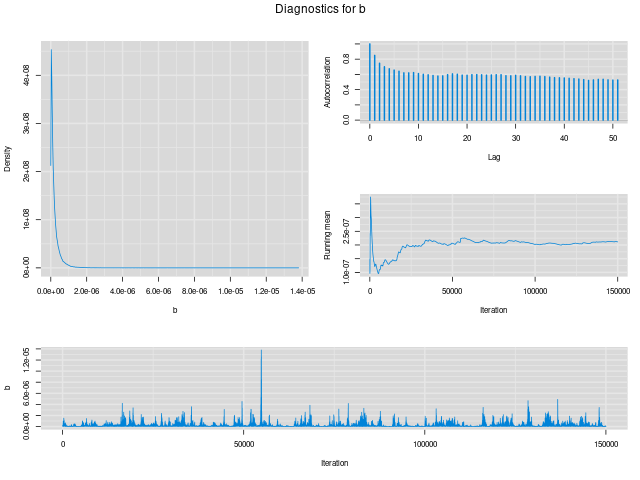 Diagnostics for b
Density
0e+00 1e+08 2e+08 3e+08 4e+08
0.0e+00 2.0e-06 4.0e-06 6.0e-06 8.0e-06 1.0e-05 1.2e-05 1.4e-05
b
Autocorrelation
0.0 0.4 0.8
0 10 20 30 40 50
Lag
Running mean
1.0e-07 2.5e-07
0 50000 100000 150000
Iteration
b
0.0e+00 6.0e-06 1.2e-05
0 50000 100000 150000
Iteration